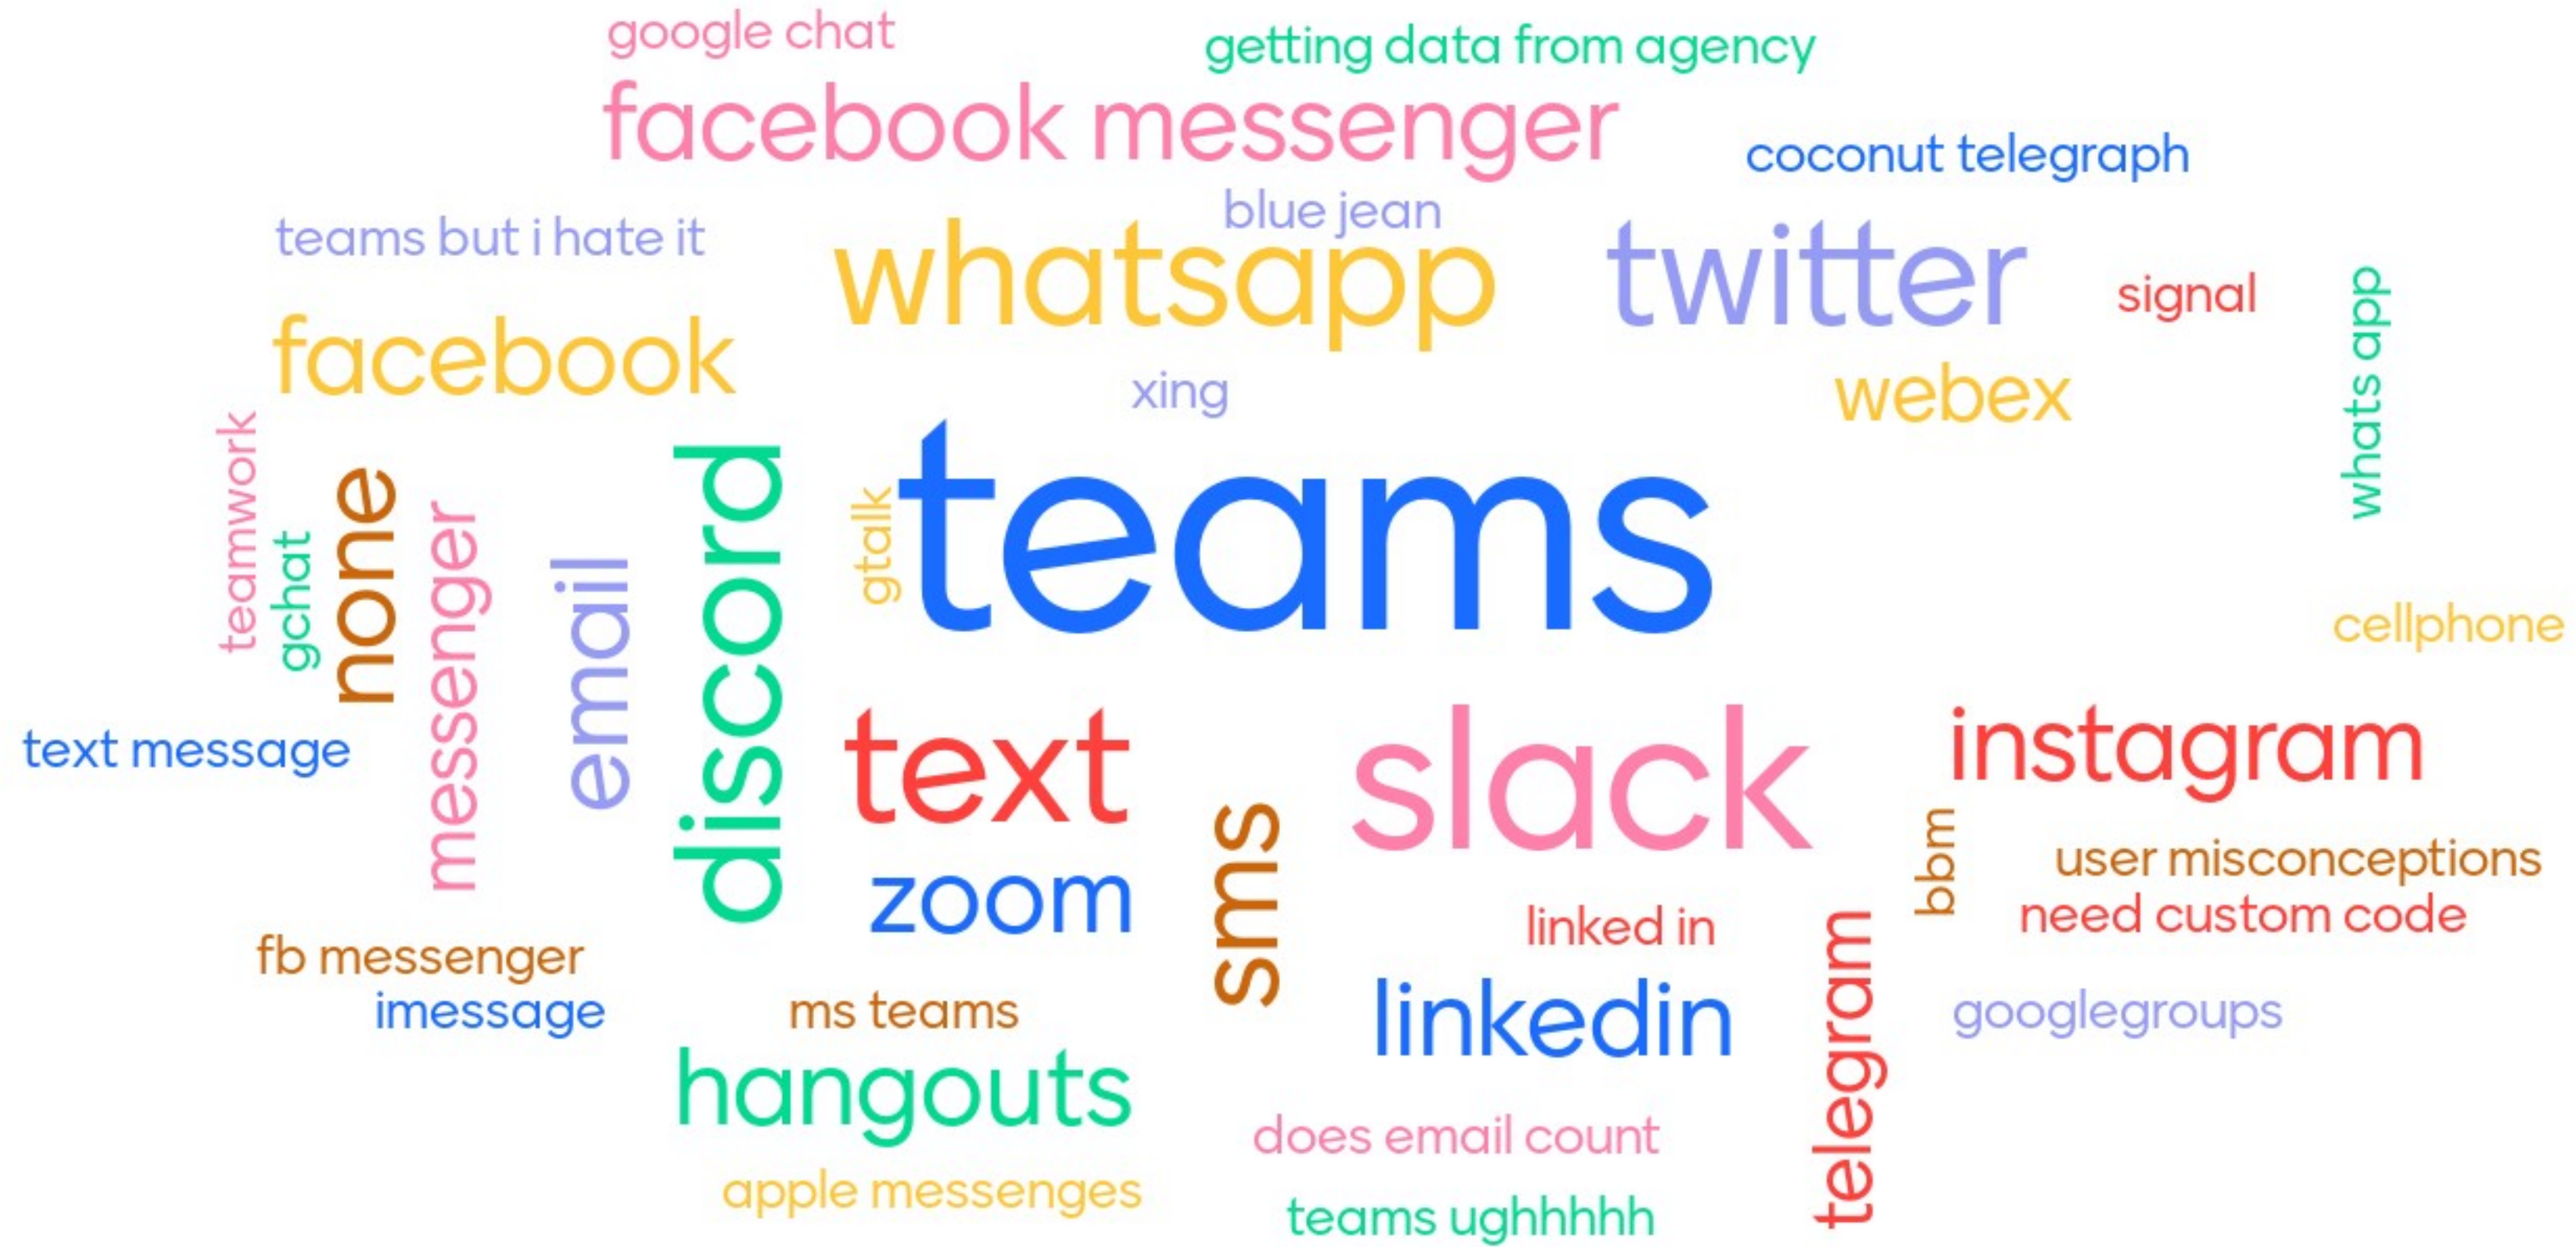 google chat
getting data from agency
facebook messenger
coconut telegraph
blue jean
teams but i hate it
whatsapp
twitter
signal
whats app
facebook
xing
webex
teamwork
gchat
none
messenger
email
discord
gtalk
teams
cellphone
text message
text
slack
instagram
zoom
sms
bbm
user misconceptions
linked in
need custom code
fb messenger
imessage
ms teams
linkedin
telegram
googlegroups
hangouts
does email count
apple messenges
teams ughhhhh